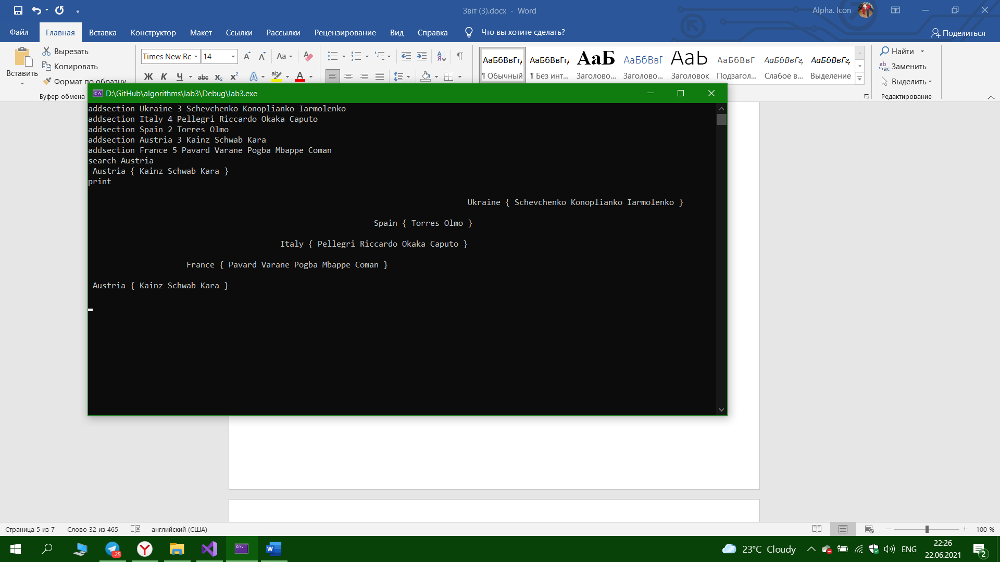 Звіт (3).docx - Word
Alpha. Icon
Файл Главная Вставка Конструктор Макет Ссылки Рассылки Рецензирование Вид Справка Что вы хотите сделать? Поделиться
Вставить
Вырезать
Копировать
Формат по образцу
Буфер обмена
Times New Rc 14 Aa
Ж К Ч abc x₂ x² A ab A
АаБбВвГг, АаБбВвГг, АаБ АаБбВвГ АаЬ АаБбВвГг АаБбВвГг, АаБбВвГг,
¶ Обычный ¶ Без инт... Заголово... Заголово... Заголовок Подзагол... Слабое в... Выделение
Найти
Заменить
Выделить
Редактирование
D:\GitHub\algorithms\lab3\Debug\lab3.exe
addsection Ukraine 3 Schevchenko Konoplianko Iarmolenko
addsection Italy 4 Pellegri Riccardo Okaka Caputo
addsection Spain 2 Torres Olmo
addsection Austria 3 Kainz Schwab Kara
addsection France 5 Pavard Varane Pogba Mbappe Coman
search Austria
Austria { Kainz Schwab Kara }
print
Ukraine { Schevchenko Konoplianko Iarmolenko }
Spain { Torres Olmo }
Italy { Pellegri Riccardo Okaka Caputo }
France { Pavard Varane Pogba Mbappe Coman }
Austria { Kainz Schwab Kara }
Страница 5 из 7 Слово 32 из 465 английский (США) 100 %
..25
23°C Cloudy
ENG
22:26
22.06.2021
2